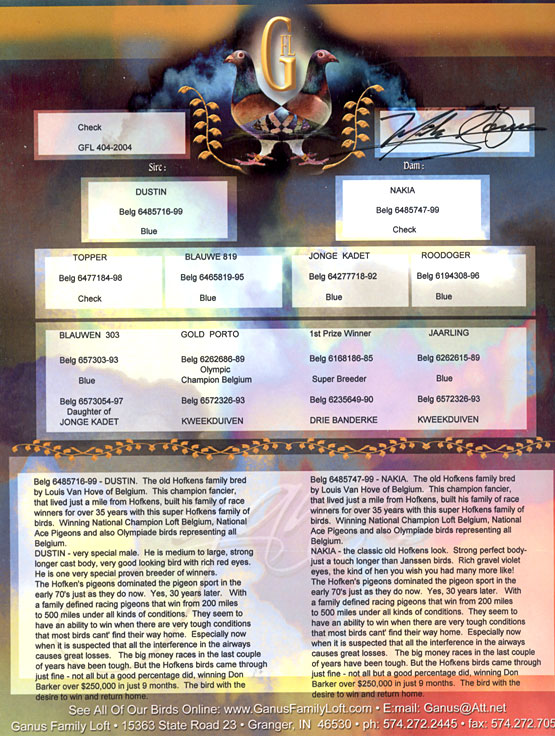 GFL
Check
GFL 404-2004
Sire :
Dam :
DUSTIN
Belg 6485716-99
Blue
NAKIA
Belg 6485747-99
Check
TOPPER
Belg 6477184-98
Check
BLAUWE 819
Belg 6465819-95
Blue
JONGE KADET
Belg 64277718-92
Blue
ROODOGER
Belg 6194308-96
Blue
BLAUWEN 303
Belg 657303-93
Blue
Belg 6573054-97
Daughter of
JONGE KADET
GOLD PORTO
Belg 6262686-89
Olympic
Champion Belgium
Belg 6572326-93
KWEEKDUIVEN
1st Prize Winner
Belg 6168186-85
Super Breeder
Belg 6235649-90
DRIE BANDERKE
JAARLING
Belg 6262615-89
Blue
Belg 6572326-93
KWEEKDUIVEN
Belg 6485716-99 - DUSTIN. The old Hofkens family bred
by Louis Van Hove of Belgium. This champion fancier,
that lived just a mile from Hofkens, built his family of race
winners for over 35 years with this super Hofkens family of
birds. Winning National Champion Loft Belgium, National
Ace Pigeons and also Olympiade birds representing all
Belgium.
DUSTIN - very special male. He is medium to large, strong
longer cast body, very good looking bird with rich red eyes.
He is one very special proven breeder of winners.
The Hofken's pigeons dominated the pigeon sport in the
early 70's just as they do now. Yes, 30 years later. With
a family defined racing pigeons that win from 200 miles
to 500 miles under all kinds of conditions. They seem to
have an ability to win when there are very tough conditions
that most birds cant' find their way home. Especially now
when it is suspected that all the interference in the airways
causes great losses. The big money races in the last couple
of years have been tough. But the Hofkens birds came through
just fine - not all but a good percentage did, winning Don
Barker over $250,000 in just 9 months. The bird with the
desire to win and return home.
Belg 6485747-99 - NAKIA. The old Hofkens family bred
by Louis Van Hove of Belgium. This champion fancier,
that lived just a mile from Hofkens, built his family of race
winners for over 35 years with this super Hofkens family of
birds. Winning National Champion Loft Belgium, National
Ace Pigeons and also Olympiade birds representing all
Belgium.
NAKIA - the classic old Hofkens look. Strong perfect body-
just a touch longer than Janssen birds. Rich gravel violet
eyes, the kind of hen you wish you had many more like!
The Hofken's pigeons dominated the pigeon sport in the
early 70's just as they do now. Yes, 30 years later. With
a family defined racing pigeons that win from 200 miles
to 500 miles under all kinds of conditions. They seem to
have an ability to win when there are very tough conditions
that most birds cant' find their way home. Especially now
when it is suspected that all the interference in the airways
causes great losses. The big money races in the last couple
of years have been tough. But the Hofkens birds came through
just fine - not all but a good percentage did, winning Don
Barker over $250,000 in just 9 months. The bird with the
desire to win and return home.
See All Of Our Birds Online: www.GanusFamilyLoft.com • E:mail: Ganus@Att.net
Ganus Family Loft • 15363 State Road 23 • Granger, IN 46530 • ph: 574.272.2445 • fax: 574.272.705